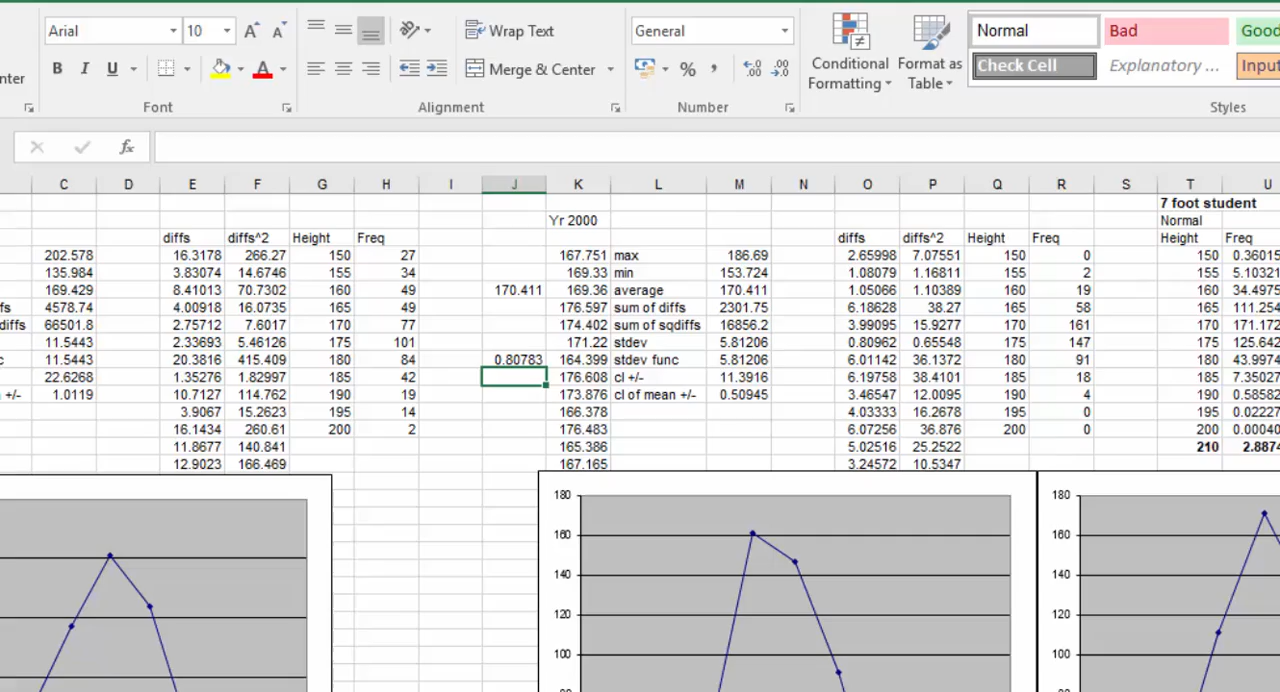 Arial 10 A A Wrap Text General Conditional Format as Normal Bad Good
nter B I U A Merge & Center % , Formatting Table Check Cell Explanatory ... Input
Font Alignment Number Styles
fx
C D E F G H I J K L M N O P Q R S T U
7 foot student
Yr 2000 Normal
diffs diffs^2 Height Freq diffs diffs^2 Height Freq Height Freq
202.578 16.3178 266.27 150 27 167.751 max 186.69 2.65998 7.07551 150 0 150 0.36015
135.984 3.83074 14.6746 155 34 169.33 min 153.724 1.08079 1.16811 155 2 155 5.10321
169.429 8.41013 70.7302 160 49 170.411 169.36 average 170.411 1.05066 1.10389 160 19 160 34.4975
fs 4578.74 4.00918 16.0735 165 49 176.597 sum of diffs 2301.75 6.18628 38.27 165 58 165 111.254
diffs 66501.8 2.75712 7.6017 170 77 174.402 sum of sqdiffs 16856.2 3.99095 15.9277 170 161 170 171.172
11.5443 2.33693 5.46126 175 101 171.22 stdev 5.81206 0.80962 0.65548 175 147 175 125.642
c 11.5443 20.3816 415.409 180 84 0.80783 164.399 stdev func 5.81206 6.01142 36.1372 180 91 180 43.9974
22.6268 1.35276 1.82997 185 42 176.608 cl +/- 11.3916 6.19758 38.4101 185 18 185 7.35027
+/- 1.0119 10.7127 114.762 190 19 173.876 cl of mean +/- 0.50945 3.46547 12.0095 190 4 190 0.58582
3.9067 15.2623 195 14 166.378 4.03333 16.2678 195 0 195 0.02227
16.1434 260.61 200 2 176.483 6.07256 36.876 200 0 200 0.00040
11.8677 140.841 165.386 5.02516 25.2522 210 2.8874
12.9023 166.469 167.165 3.24572 10.5347
180 180
160 160
140 140
120 120
100 100